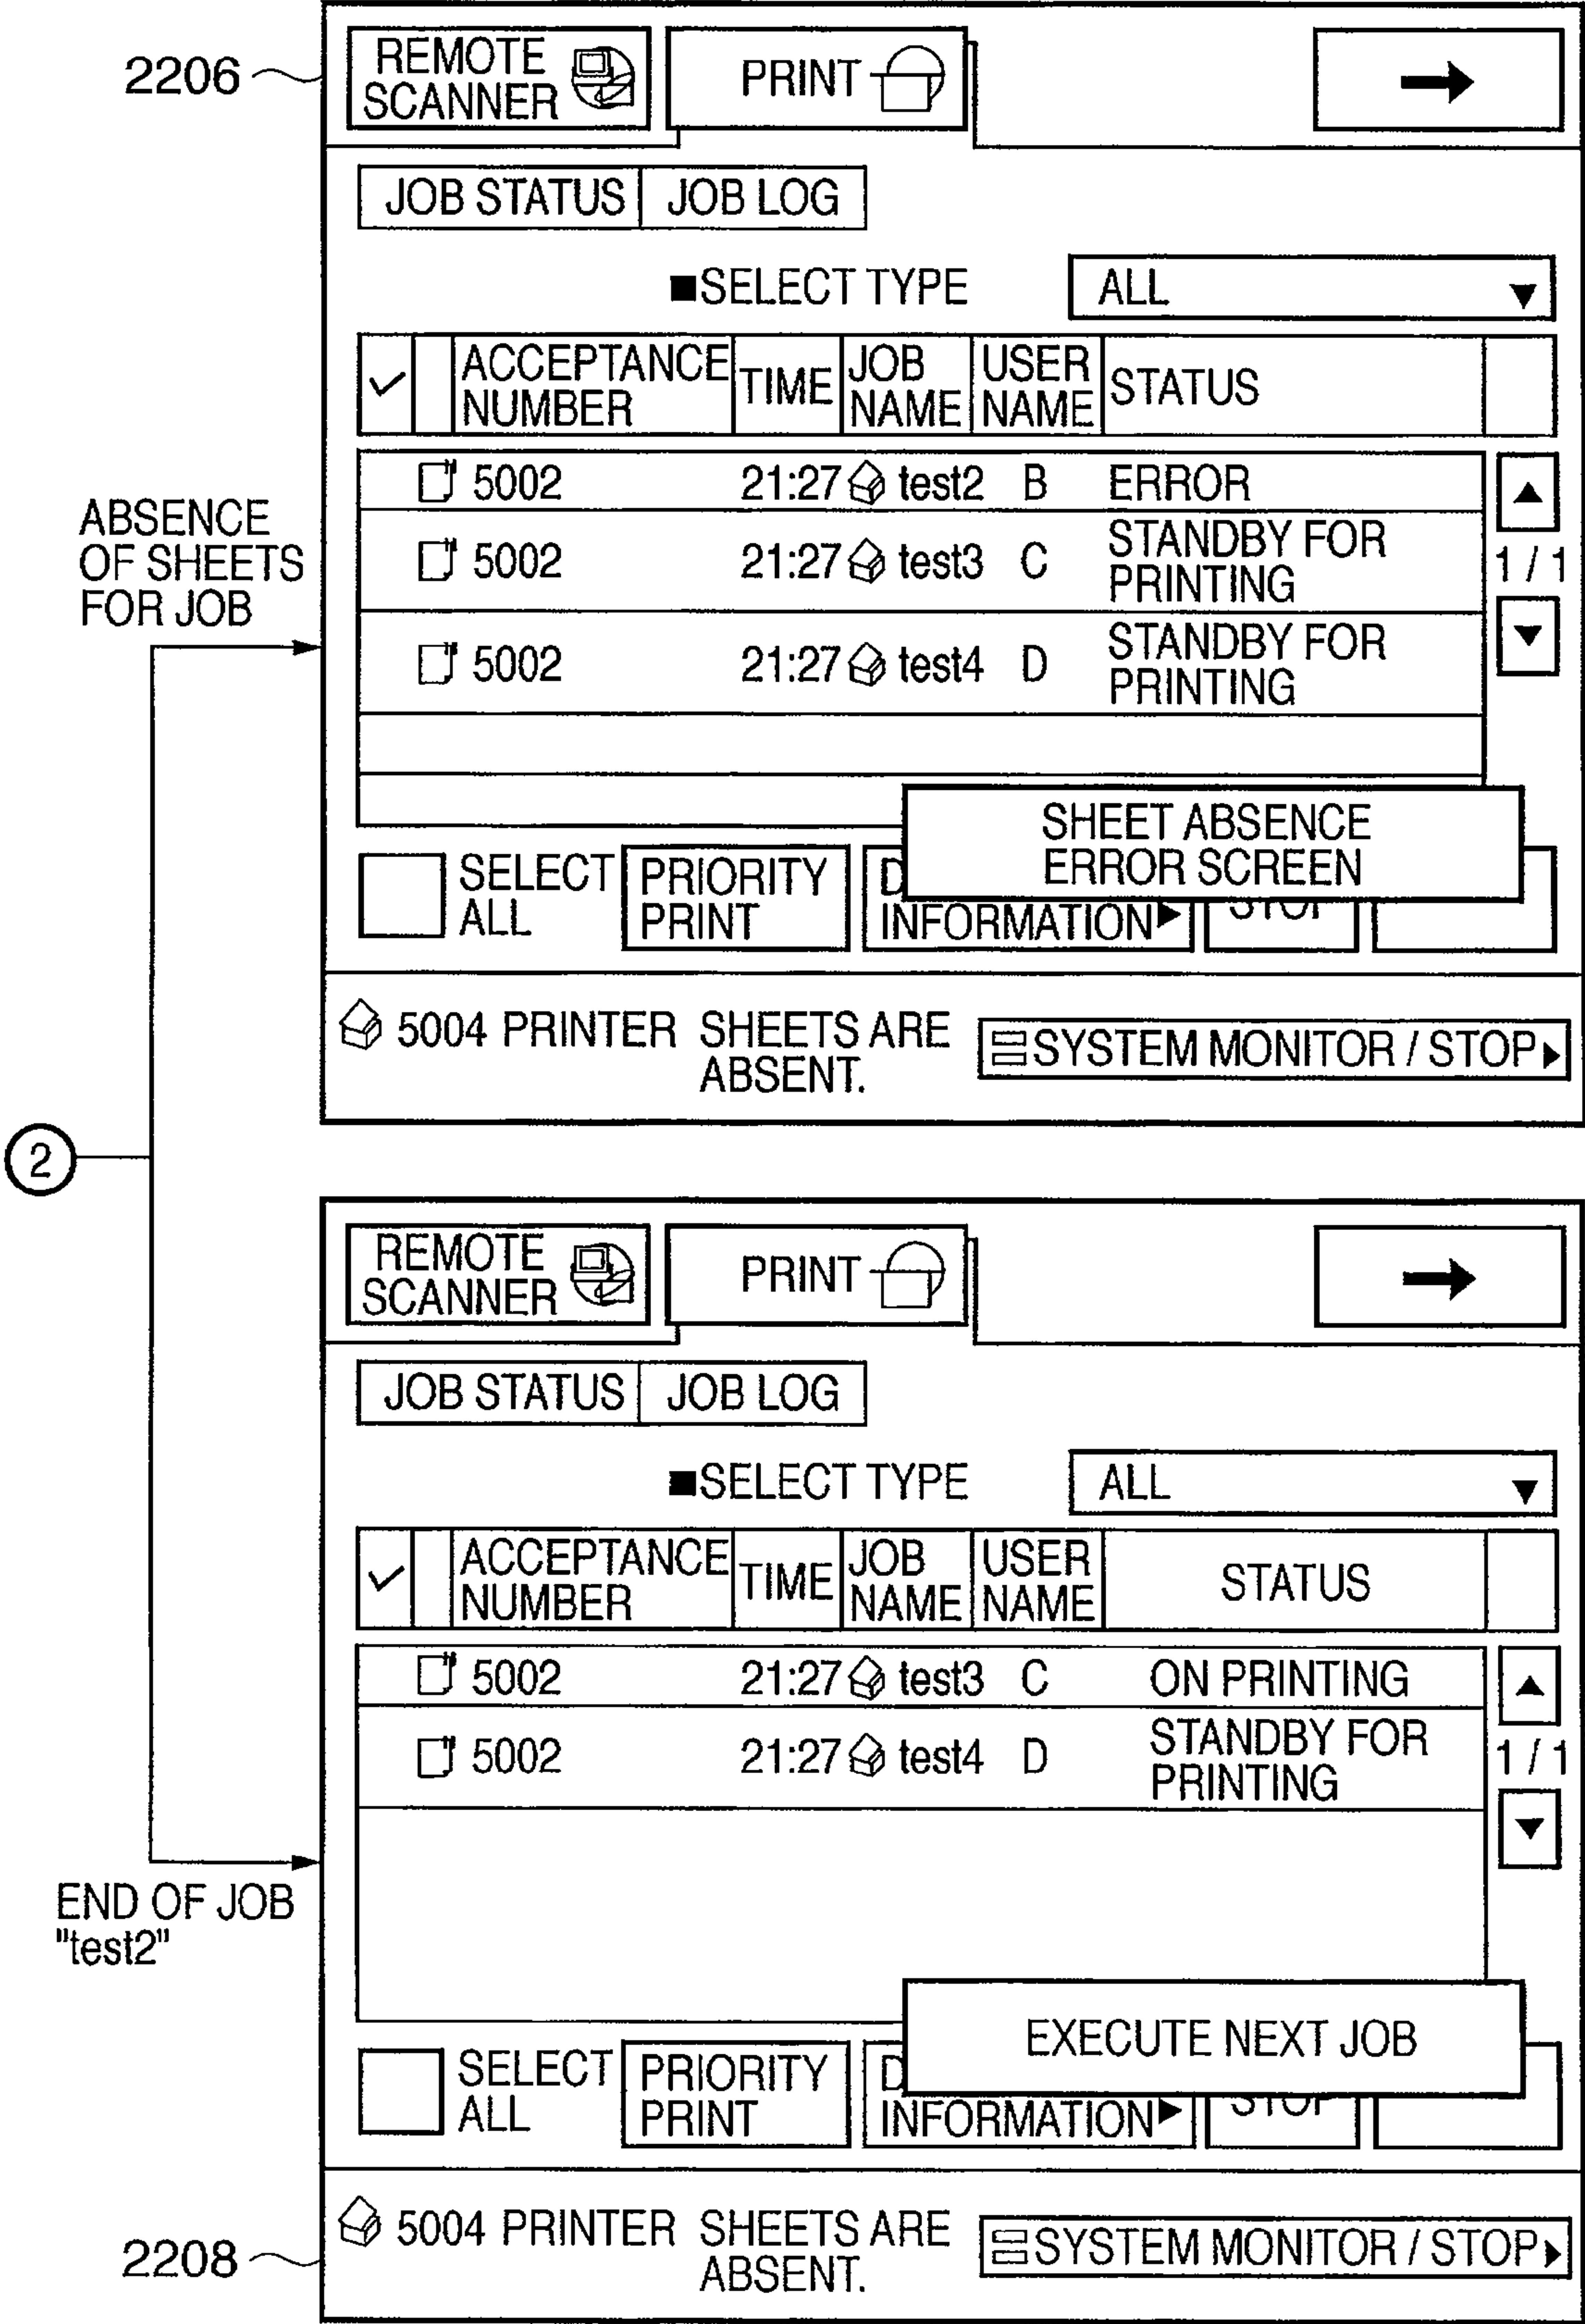 2206
REMOTE
SCANNER
PRINT
JOB STATUS JOB LOG
■SELECT TYPE ALL ▼
✓ ACCEPTANCE NUMBER TIME JOB NAME USER NAME STATUS
5002 21:27 test2 B ERROR
ABSENCE
OF SHEETS
FOR JOB
5002 21:27 test3 C STANDBY FOR
PRINTING
1 / 1
5002 21:27 test4 D STANDBY FOR
PRINTING
SHEET ABSENCE
ERROR SCREEN
SELECT
ALL
PRIORITY
PRINT
D
INFORMATION▶
STOP
5004 PRINTER SHEETS ARE
ABSENT.
SYSTEM MONITOR / STOP▶
2
REMOTE
SCANNER
PRINT
JOB STATUS JOB LOG
■SELECT TYPE ALL ▼
✓ ACCEPTANCE NUMBER TIME JOB NAME USER NAME STATUS
5002 21:27 test3 C ON PRINTING
5002 21:27 test4 D STANDBY FOR
PRINTING
1 / 1
END OF JOB
"test2"
EXECUTE NEXT JOB
SELECT
ALL
PRIORITY
PRINT
D
INFORMATION▶
STOP
5004 PRINTER SHEETS ARE
ABSENT.
SYSTEM MONITOR / STOP▶
2208